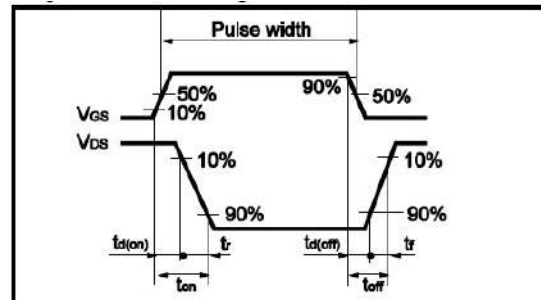 Pulse width
90%
50%
50%
10%
VGS
VDS
10%
10%
90%
90%
td(on)
tr
td(off)
tf
ton
toff